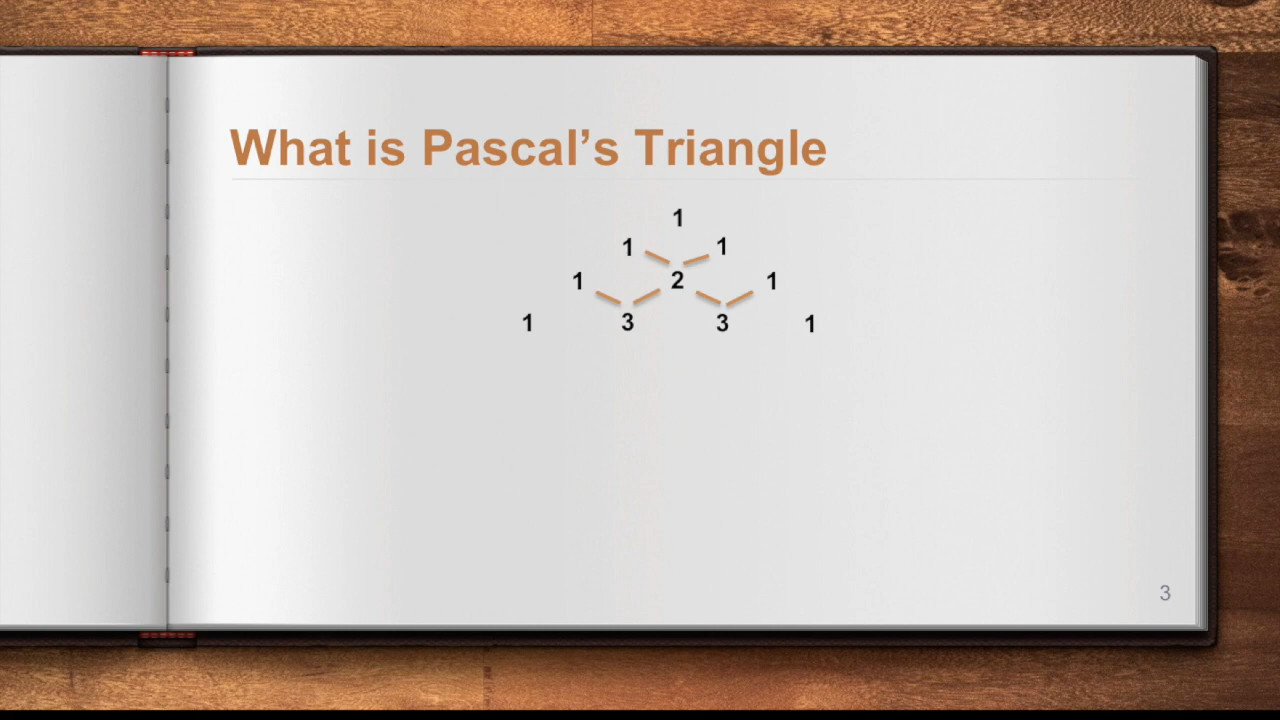 What is Pascal’s Triangle
1
1 1
1 2 1
1 3 3 1
3